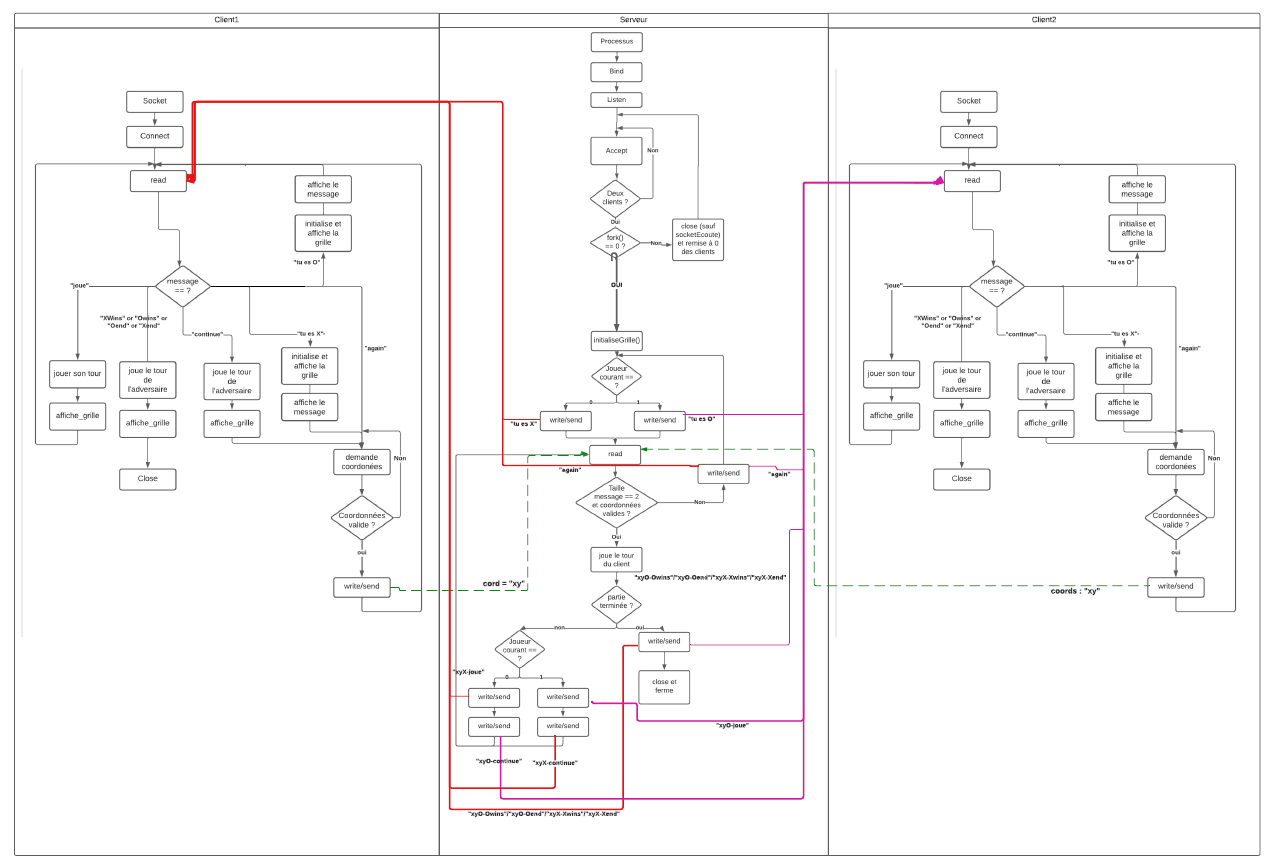 Client1
Serveur
Client2
Socket
Connect
read
affiche le
message
initialise et
affiche la
grille
"tu es O"
message
== ?
"joue"
"XWins" or "Owins" or
"Oend" or "Xend"
"continue"
"tu es X"
"again"
jouer son tour
joue le tour
de
l'adversaire
joue le tour
de
l'adversaire
initialise et
affiche la
grille
affiche_grille
affiche_grille
affiche_grille
affiche le
message
Close
demande
coordonées
Non
Coordonnées
valide ?
oui
write/send
cord = "xy"
Processus
Bind
Listen
Accept
Non
Deux
clients ?
Oui
fork()
== 0 ?
Non
close (sauf
socketEcoute)
et remise à 0
des clients
OUI
initialiseGrille()
Joueur
courant ==
?
0
1
write/send
write/send
"tu es X"
"tu es O"
read
"again"
write/send
"again"
Taille
message == 2
et coordonnées
valides ?
Non
Oui
joue le tour
du client
"xyO-Owins"/"xyO-Oend"/"xyX-Xwins"/"xyX-Xend"
partie
terminée ?
non
oui
Joueur
courant ==
?
write/send
"xyX-joue"
0
1
close et
ferme
write/send
write/send
write/send
write/send
"xyO-joue"
"xyO-continue"
"xyX-continue"
"xyO-Owins"/"xyO-Oend"/"xyX-Xwins"/"xyX-Xend"
Socket
Connect
read
affiche le
message
initialise et
affiche la
grille
"tu es O"
message
== ?
"joue"
"XWins" or "Owins" or
"Oend" or "Xend"
"continue"
"tu es X"
"again"
jouer son tour
joue le tour
de
l'adversaire
joue le tour
de
l'adversaire
initialise et
affiche la
grille
affiche_grille
affiche_grille
affiche_grille
affiche le
message
Close
demande
coordonées
Non
Coordonnées
valide ?
oui
write/send
coords : "xy"